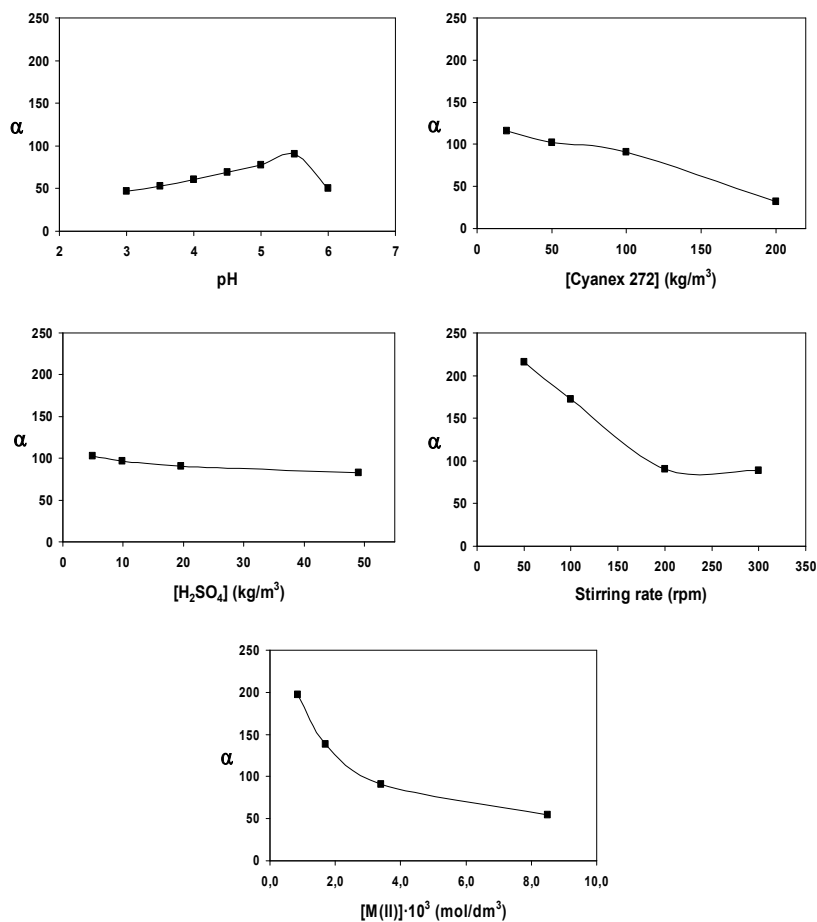 250
200
150
α
100
50
0
2 3 4 5 6 7
pH
250
200
150
α
100
50
0
0 50 100 150 200
[Cyanex 272] (kg/m³)
250
200
150
α
100
50
0
0 10 20 30 40 50
[H₂SO₄] (kg/m³)
250
200
150
α
100
50
0
0 50 100 150 200 250 300 350
Stirring rate (rpm)
250
200
150
α
100
50
0
0,0 2,0 4,0 6,0 8,0 10,0
[M(II)]·10³ (mol/dm³)